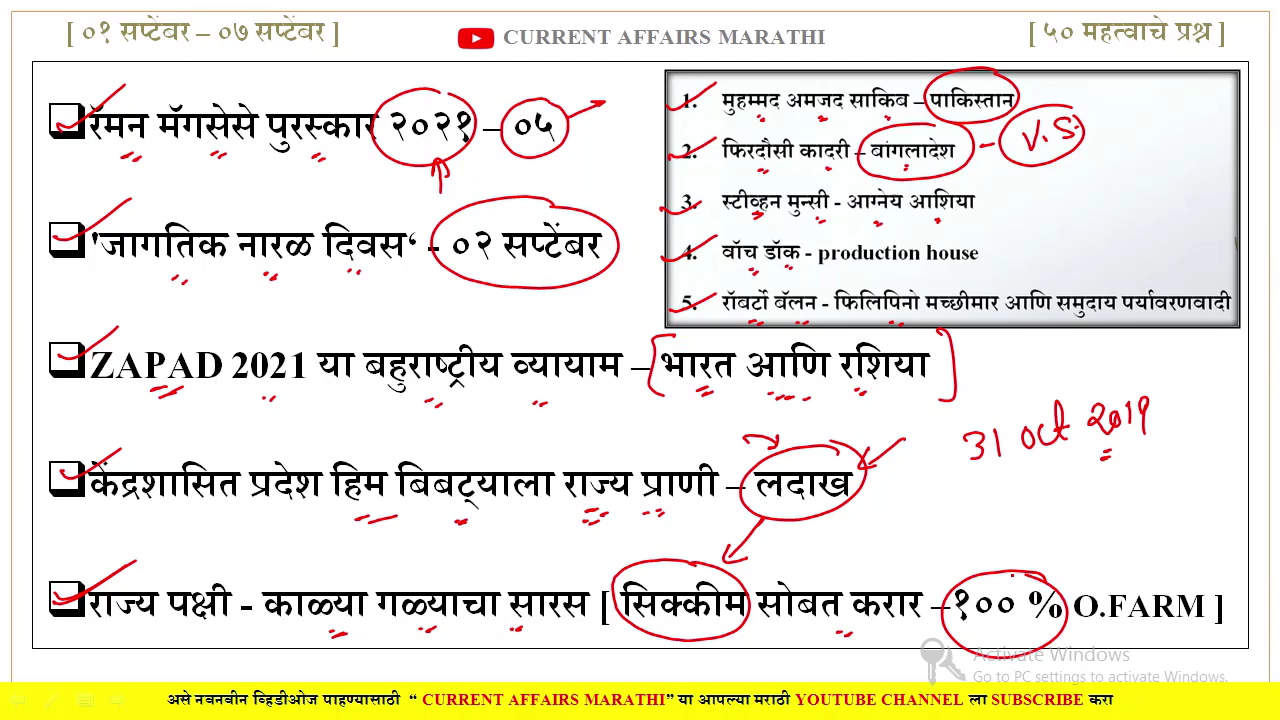 [ ०१ सप्टेंबर – ०७ सप्टेंबर ]
CURRENT AFFAIRS MARATHI
[ ५० महत्वाचे प्रश्न ]
रॅमन मॅगसेसे पुरस्कार २०२१ – ०५
'जागतिक नारळ दिवस‘ - ०२ सप्टेंबर
ZAPAD 2021 या बहुराष्ट्रीय व्यायाम – भारत आणि रशिया
केंद्रशासित प्रदेश हिम बिबट्याला राज्य प्राणी – लदाख
राज्य पक्षी - काळ्या गळ्याचा सारस [ सिक्कीम सोबत करार –१०० % O.FARM ]
1. मुहम्मद अमजद साकिब – पाकिस्तान
2. फिरदौसी कादरी – बांगलादेश - V.S.
3. स्टीव्हन मुन्सी - आग्नेय आशिया
4. वॉच डॉक - production house
5. रॉबर्टो बॅलन - फिलिपिनो मच्छीमार आणि समुदाय पर्यावरणवादी
31 oct 2019
Activate Windows
Go to PC settings to activate Windows.
असे नवनवीन व्हिडीओज पाहण्यासाठी “ CURRENT AFFAIRS MARATHI” या आपल्या मराठी YOUTUBE CHANNEL ला SUBSCRIBE करा